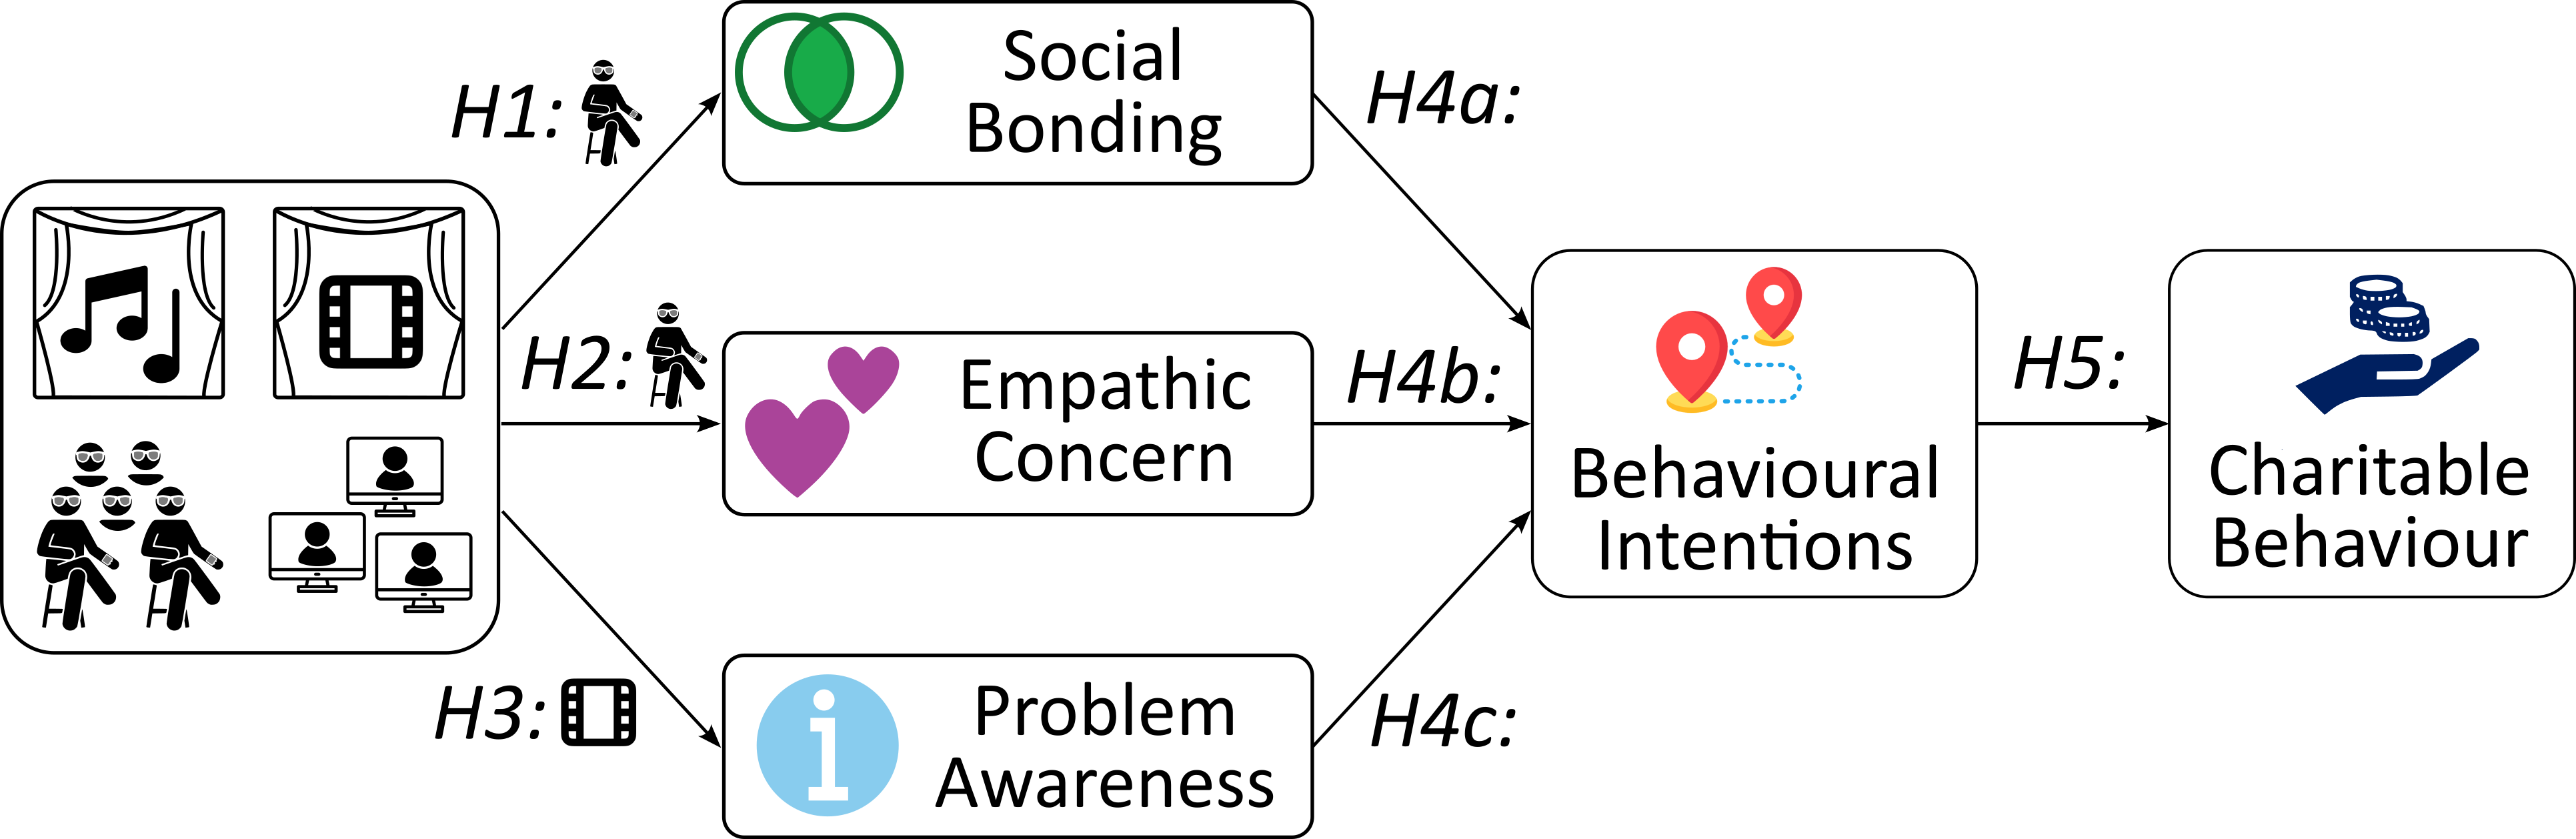 H1:
Social
Bonding
H4a:
H2:
Empathic
Concern
H4b:
H3:
Problem
Awareness
H4c:
Behavioural
Intentions
H5:
Charitable
Behaviour